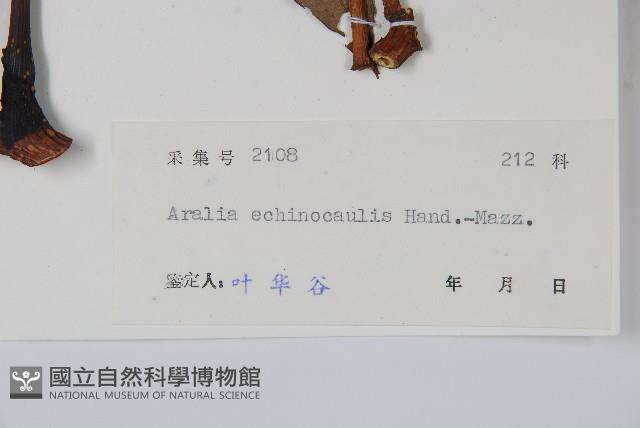 采集号 2108 212 科
Aralia echinocaulis Hand.-Mazz.
鉴定人: 叶华谷 年 月 日
國立自然科學博物館
NATIONAL MUSEUM OF NATURAL SCIENCE